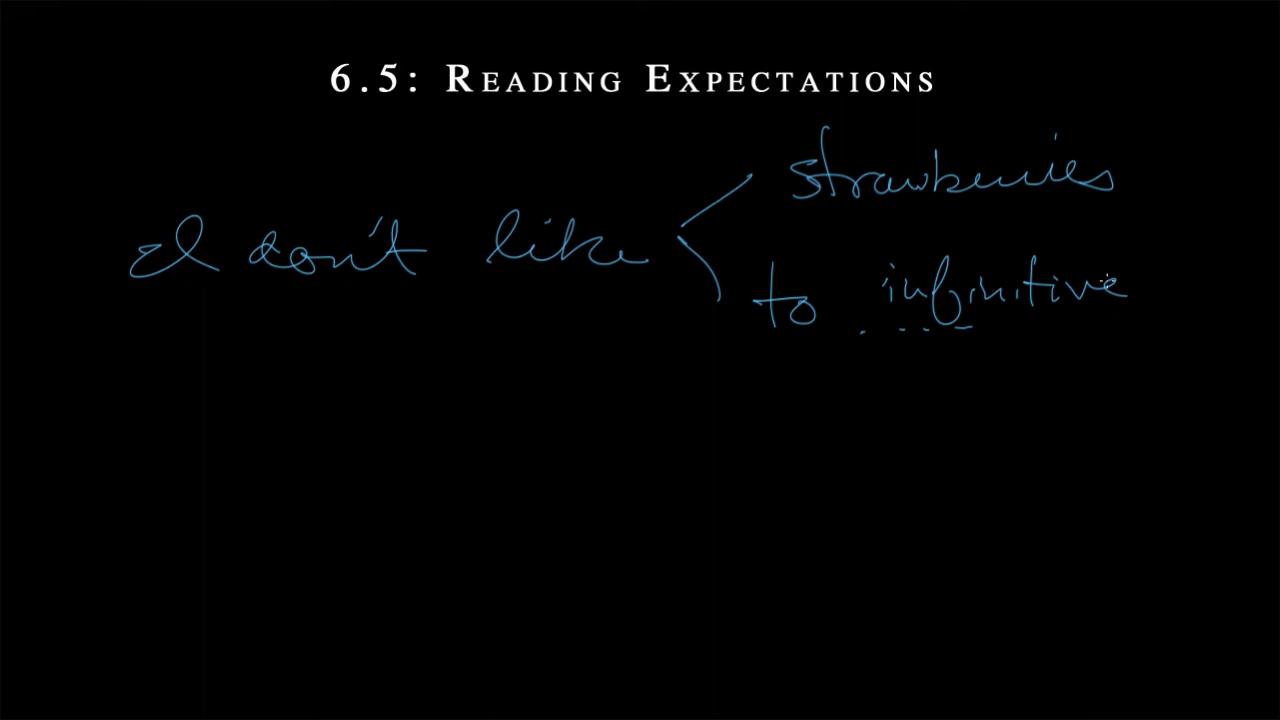 6.5: READING EXPECTATIONS
strawberries
I don't like
to infinitive